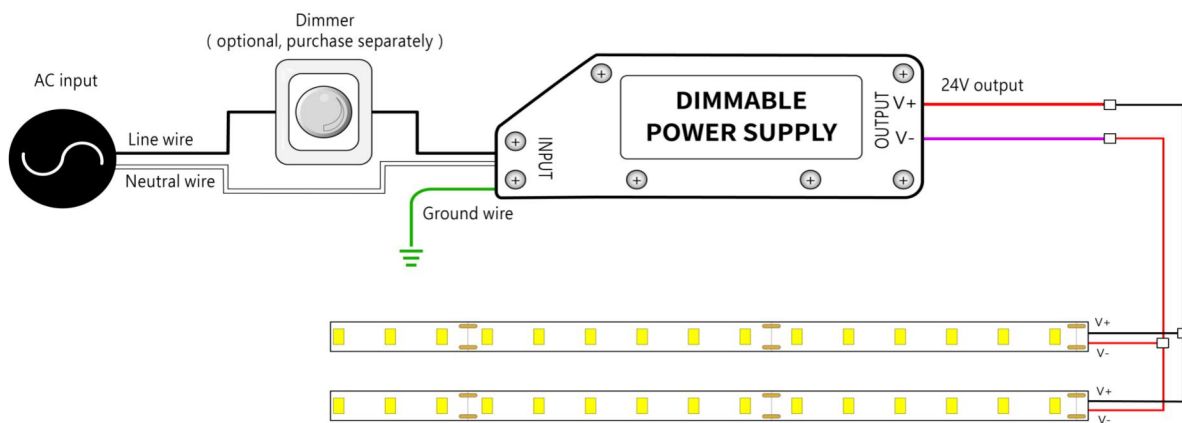 Dimmer
( optional, purchase separately )
AC input
Line wire
Neutral wire
Ground wire
INPUT
DIMMABLE
POWER SUPPLY
OUTPUT
V+
V-
24V output
V+
V-
V+
V-